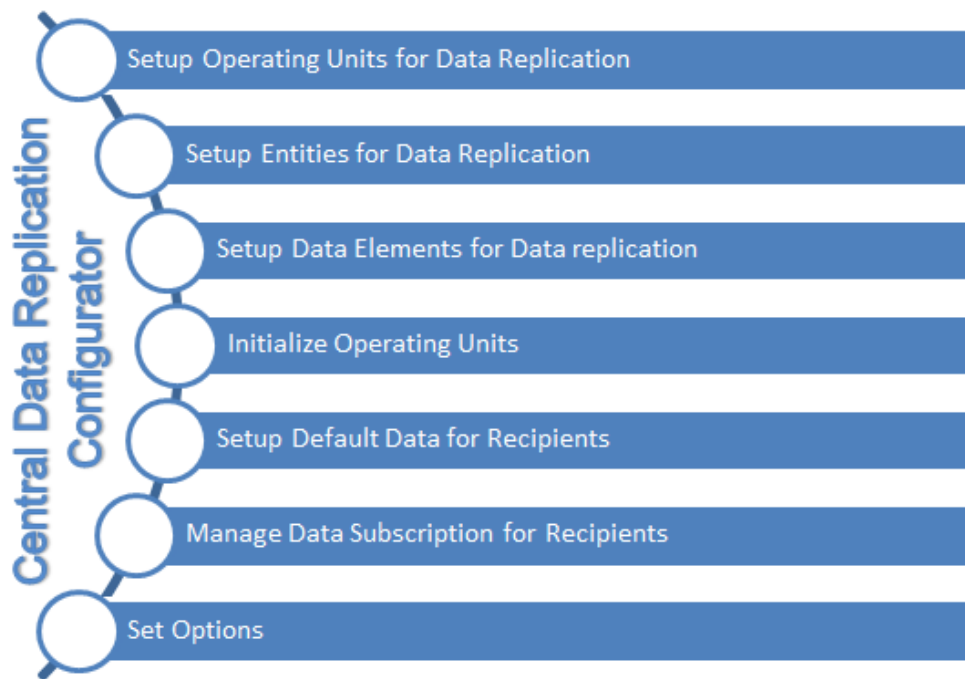 Central Data Replication
Configurator
Setup Operating Units for Data Replication
Setup Entities for Data Replication
Setup Data Elements for Data replication
Initialize Operating Units
Setup Default Data for Recipients
Manage Data Subscription for Recipients
Set Options